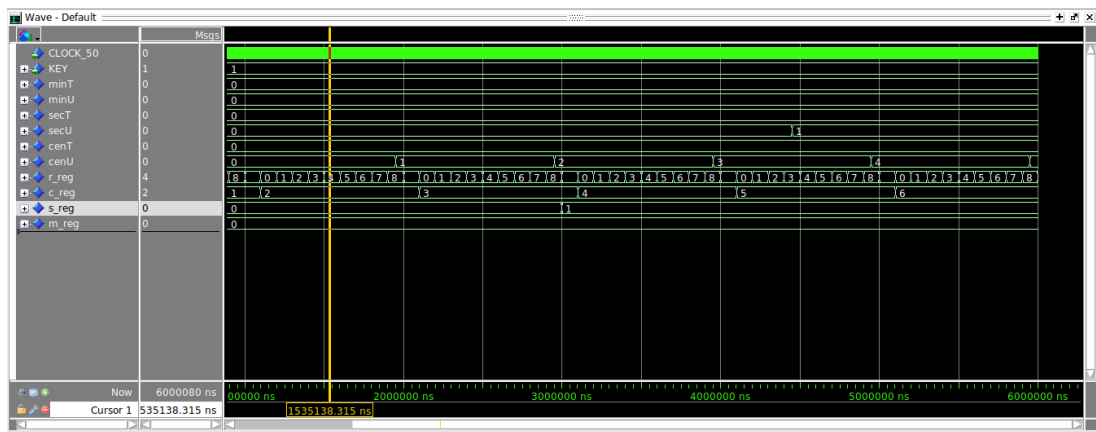 Wave - Default
Msgs
CLOCK_50 0
KEY 1 1
minT 0 0
minU 0 0
secT 0 0
secU 0 0 1
cenT 0 0
cenU 0 0 1 2 3 4
r_reg 4 8 0 1 2 3 4 5 6 7 8 0 1 2 3 4 5 6 7 8 0 1 2 3 4 5 6 7 8 0 1 2 3 4 5 6 7 8 0 1 2 3 4 5 6 7 8
c_reg 2 1 2 3 4 5 6
s_reg 0 0 1
m_reg 0 0
Now 6000080 ns 00000 ns 2000000 ns 3000000 ns 4000000 ns 5000000 ns 6000000 ns
Cursor 1 535138.315 ns 1535138.315 ns